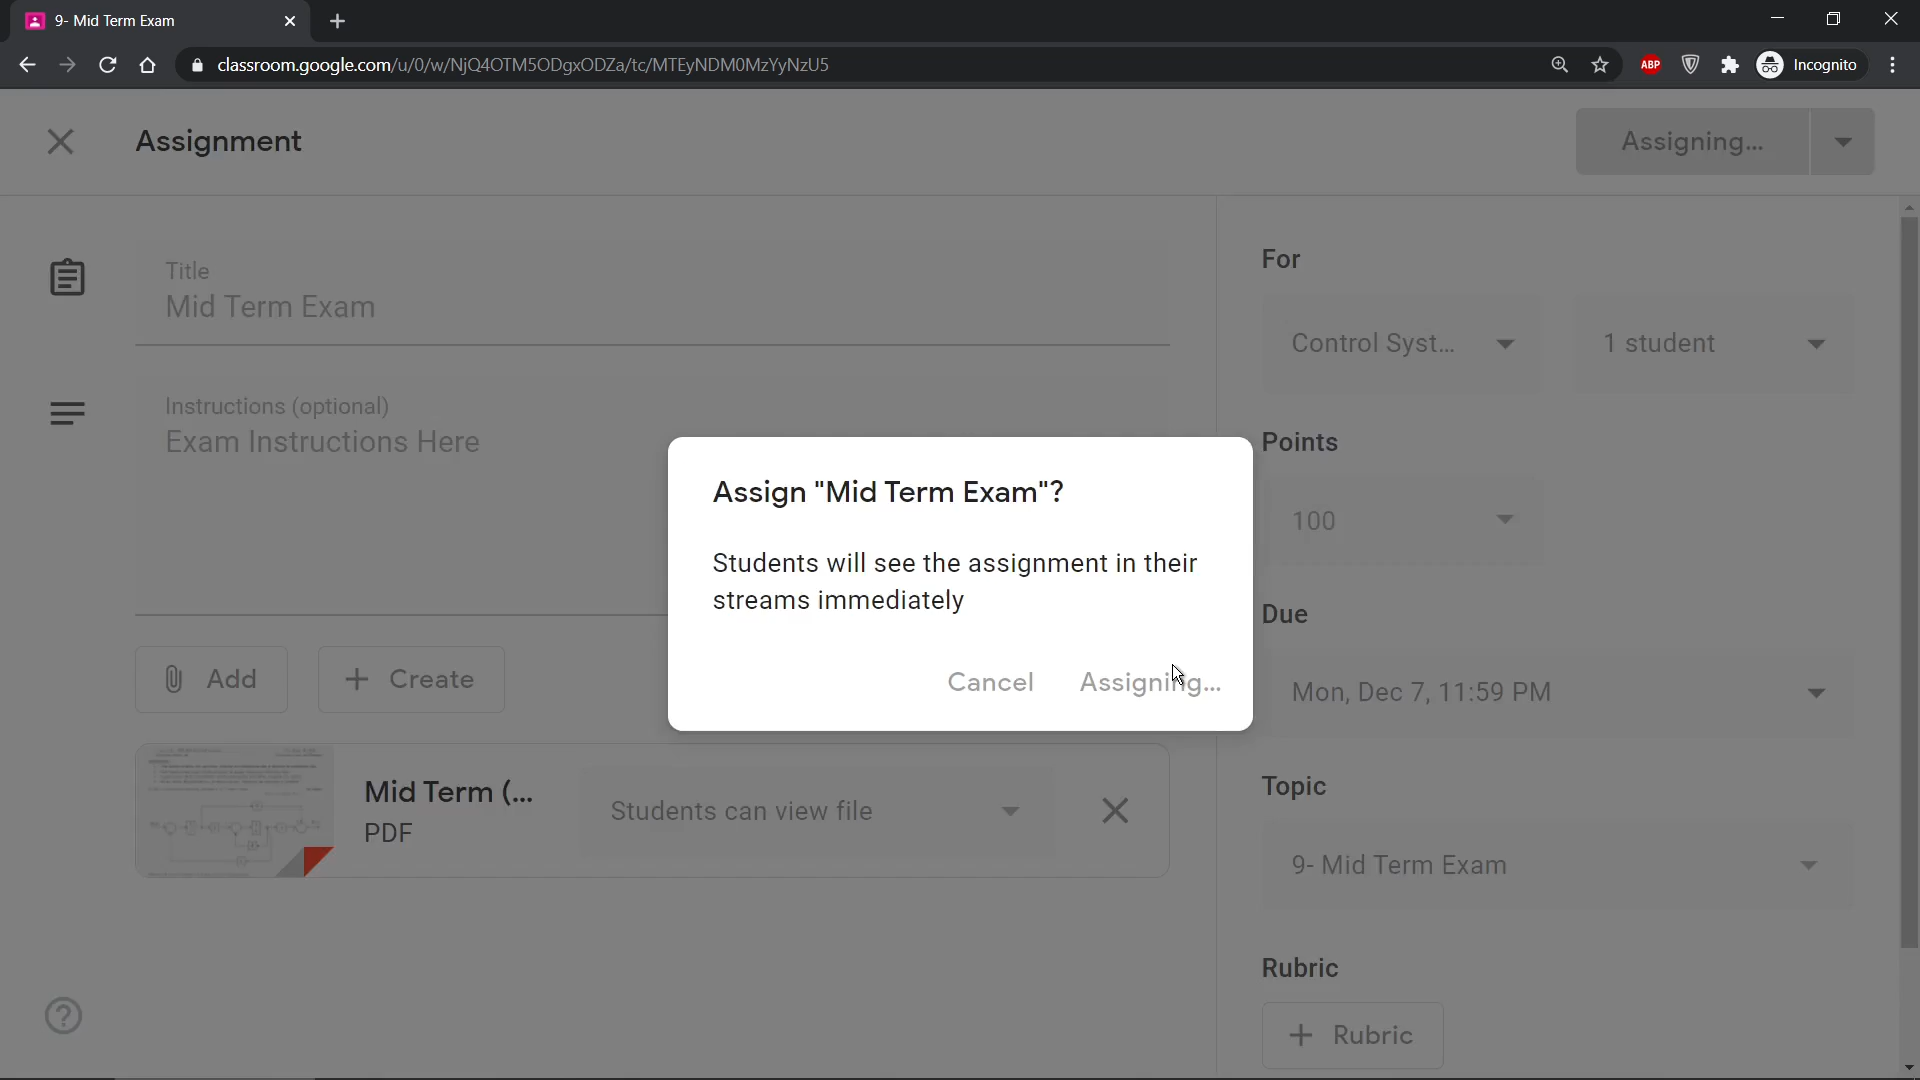 9- Mid Term Exam
classroom.google.com/u/0/w/NjQ4OTM5ODgxODZa/tc/MTEyNDM0MzYyNzU5
ABP
Incognito
Assignment
Assigning...
Title
Mid Term Exam
Instructions (optional)
Exam Instructions Here
Add
Create
Mid Term (...
PDF
Students can view file
Assign "Mid Term Exam"?
Students will see the assignment in their
streams immediately
Cancel
Assigning...
For
Control Syst...
1 student
Points
100
Due
Mon, Dec 7, 11:59 PM
Topic
9- Mid Term Exam
Rubric
Rubric